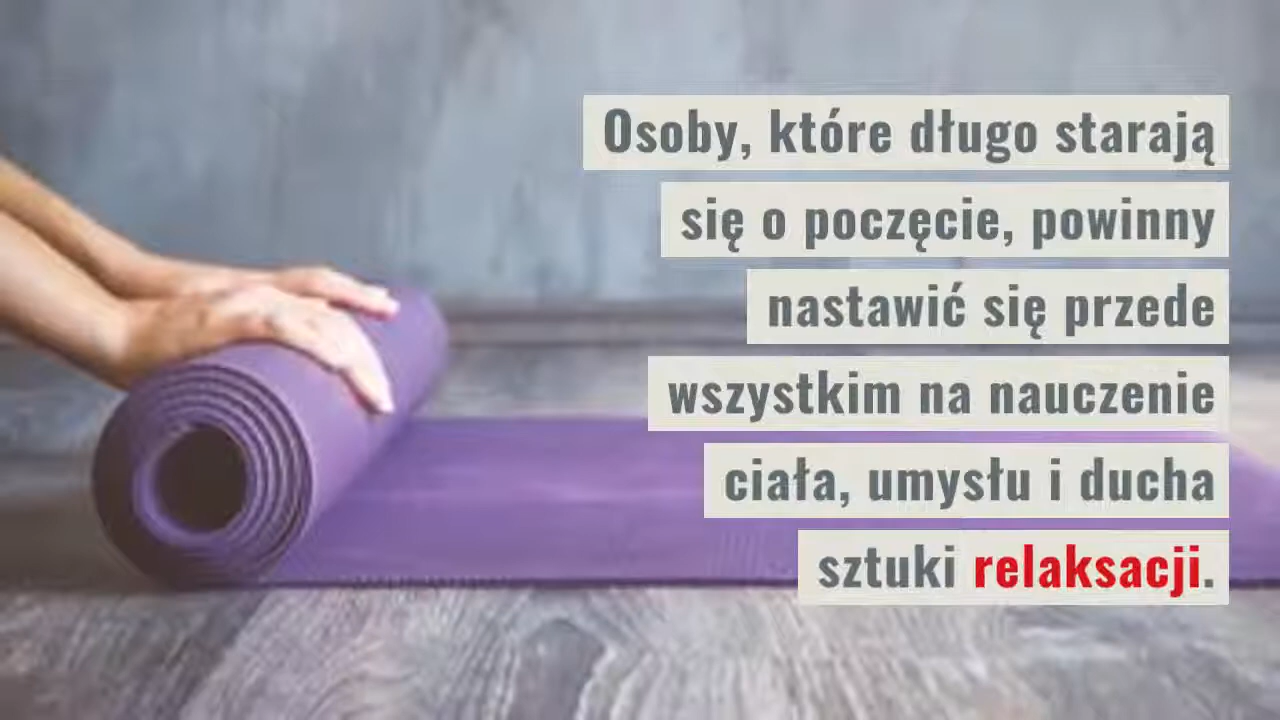 Osoby, które długo starają
się o poczęcie, powinny
nastawić się przede
wszystkim na nauczenie
ciała, umysłu i ducha
sztuki relaksacji.